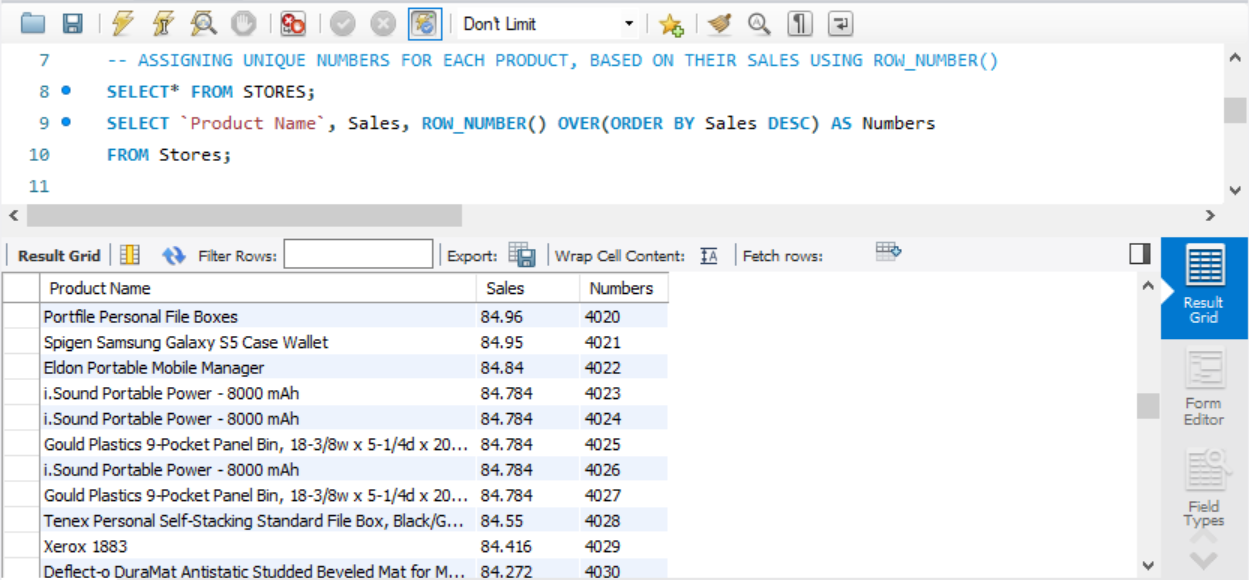 Don't Limit
7 -- ASSIGNING UNIQUE NUMBERS FOR EACH PRODUCT, BASED ON THEIR SALES USING ROW_NUMBER()
8 SELECT* FROM STORES;
9 SELECT `Product Name`, Sales, ROW_NUMBER() OVER(ORDER BY Sales DESC) AS Numbers
10 FROM Stores;
11
Result Grid Filter Rows: Export: Wrap Cell Content: Fetch rows:
Product Name Sales Numbers
Portfile Personal File Boxes 84.96 4020
Spigen Samsung Galaxy S5 Case Wallet 84.95 4021
Eldon Portable Mobile Manager 84.84 4022
i.Sound Portable Power - 8000 mAh 84.784 4023
i.Sound Portable Power - 8000 mAh 84.784 4024
Gould Plastics 9-Pocket Panel Bin, 18-3/8w x 5-1/4d x 20... 84.784 4025
i.Sound Portable Power - 8000 mAh 84.784 4026
Gould Plastics 9-Pocket Panel Bin, 18-3/8w x 5-1/4d x 20... 84.784 4027
Tenex Personal Self-Stacking Standard File Box, Black/G... 84.55 4028
Xerox 1883 84.416 4029
Deflect-o DuraMat Antistatic Studded Beveled Mat for M... 84.272 4030
Result
Grid
Form
Editor
Field
Types